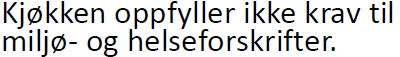 Kjøkken oppfyller ikke krav til
miljø- og helseforskrifter.